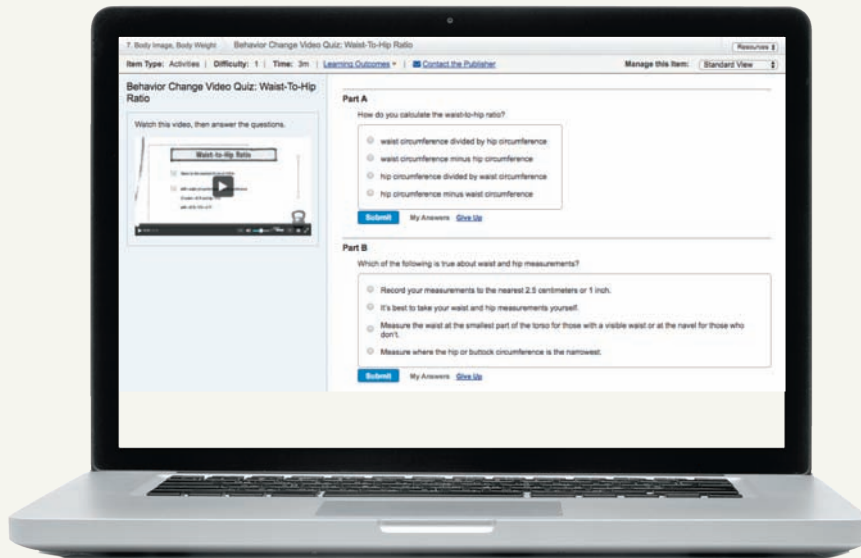 7. Body Image, Body Weight Behavior Change Video Quiz: Waist-To-Hip Ratio
Resources
Item Type: Activities | Difficulty: 1 | Time: 3m | Learning Outcomes | Contact the Publisher Manage this Item: Standard View
Behavior Change Video Quiz: Waist-To-Hip
Ratio
Watch this video, then answer the questions.
Waist-to-Hip Ratio
Part A
How do you calculate the waist-to-hip ratio?
waist circumference divided by hip circumference
waist circumference minus hip circumference
hip circumference divided by waist circumference
hip circumference minus waist circumference
Submit My Answers Give Up
Part B
Which of the following is true about waist and hip measurements?
Record your measurements to the nearest 2.5 centimeters or 1 inch.
It's best to take your waist and hip measurements yourself.
Measure the waist at the smallest part of the torso for those with a visible waist or at the navel for those who
don't.
Measure where the hip or buttock circumference is the narrowest.
Submit My Answers Give Up